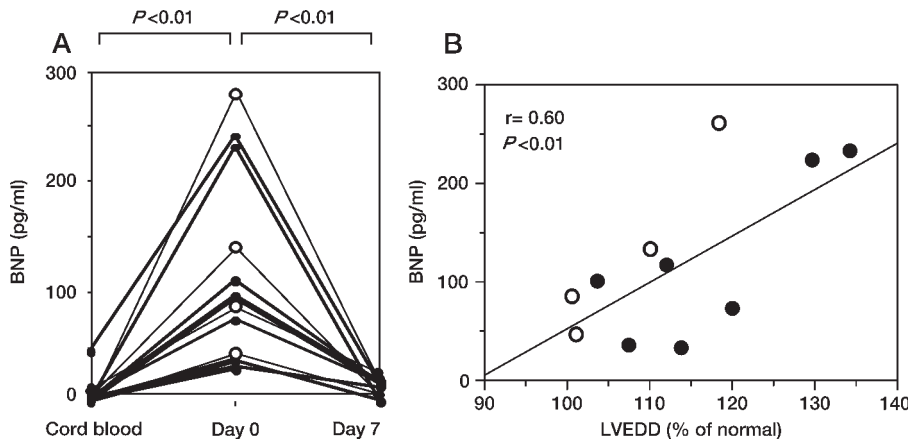 P<0.01 P<0.01
A
300
200
100
0
BNP (pg/ml)
Cord blood Day 0 Day 7
B
r= 0.60
P<0.01
300
200
100
0
BNP (pg/ml)
90 100 110 120 130 140
LVEDD (% of normal)